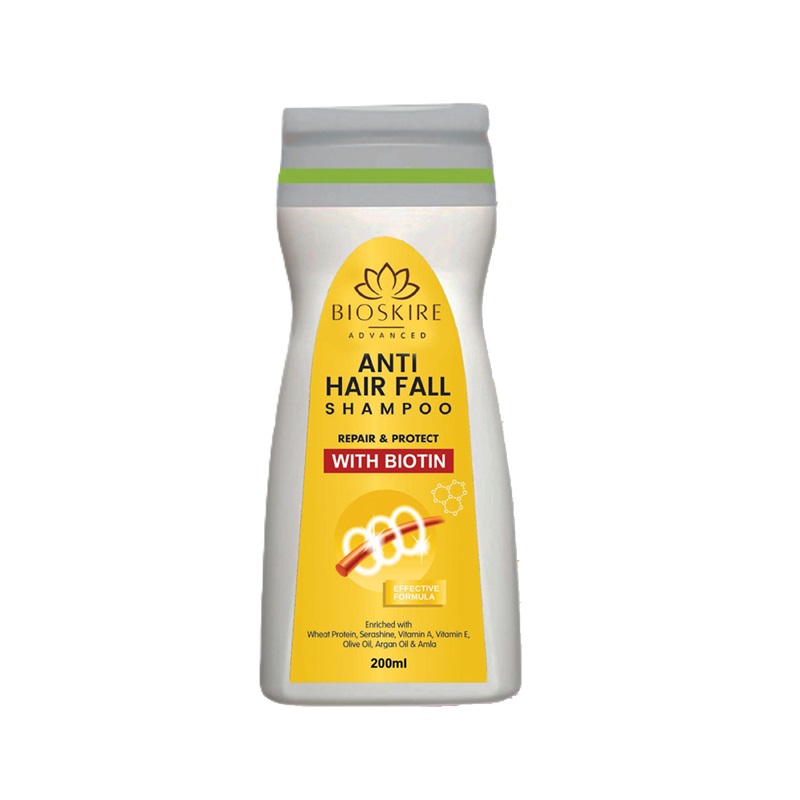 BIOSKIRE
ADVANCED
ANTI
HAIR FALL
SHAMPOO
REPAIR & PROTECT
WITH BIOTIN
EFFECTIVE
FORMULA
Enriched with
Wheat Protein, Serashine, Vitamin A, Vitamin E,
Olive Oil, Argan Oil & Amla
200ml